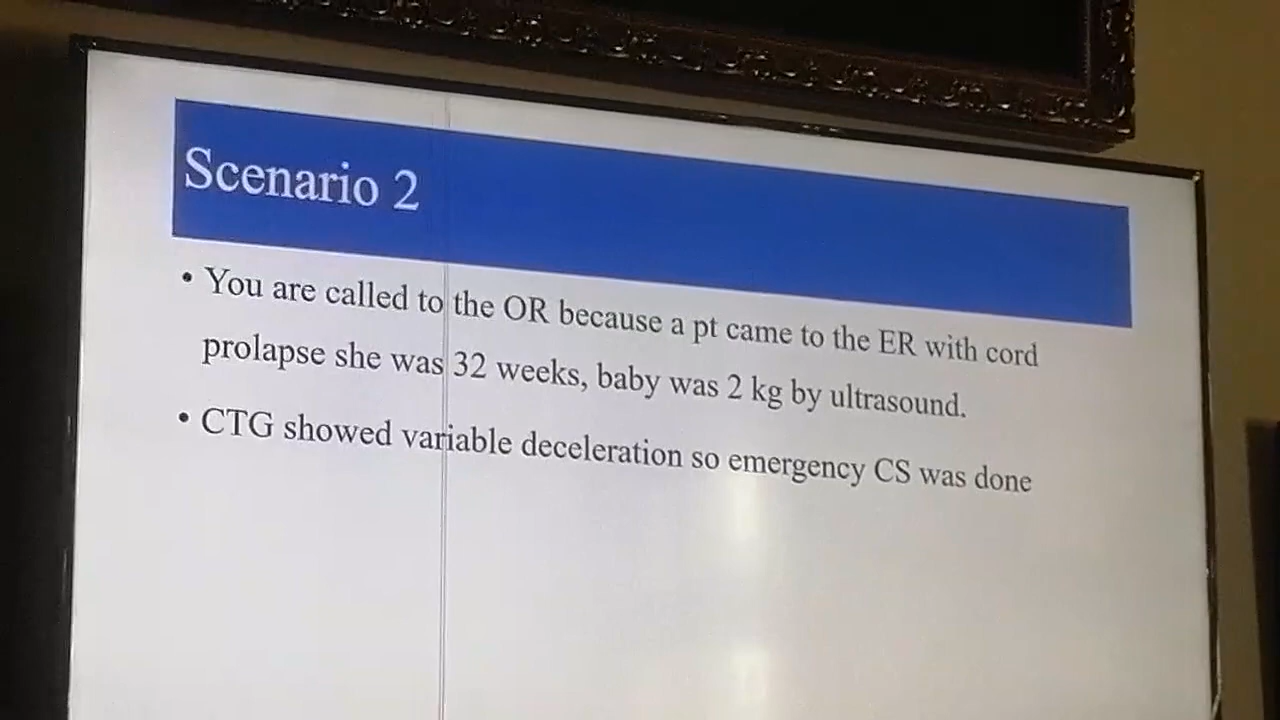 Scenario 2
• You are called to the OR because a pt came to the ER with cord
prolapse she was 32 weeks, baby was 2 kg by ultrasound.
• CTG showed variable deceleration so emergency CS was done